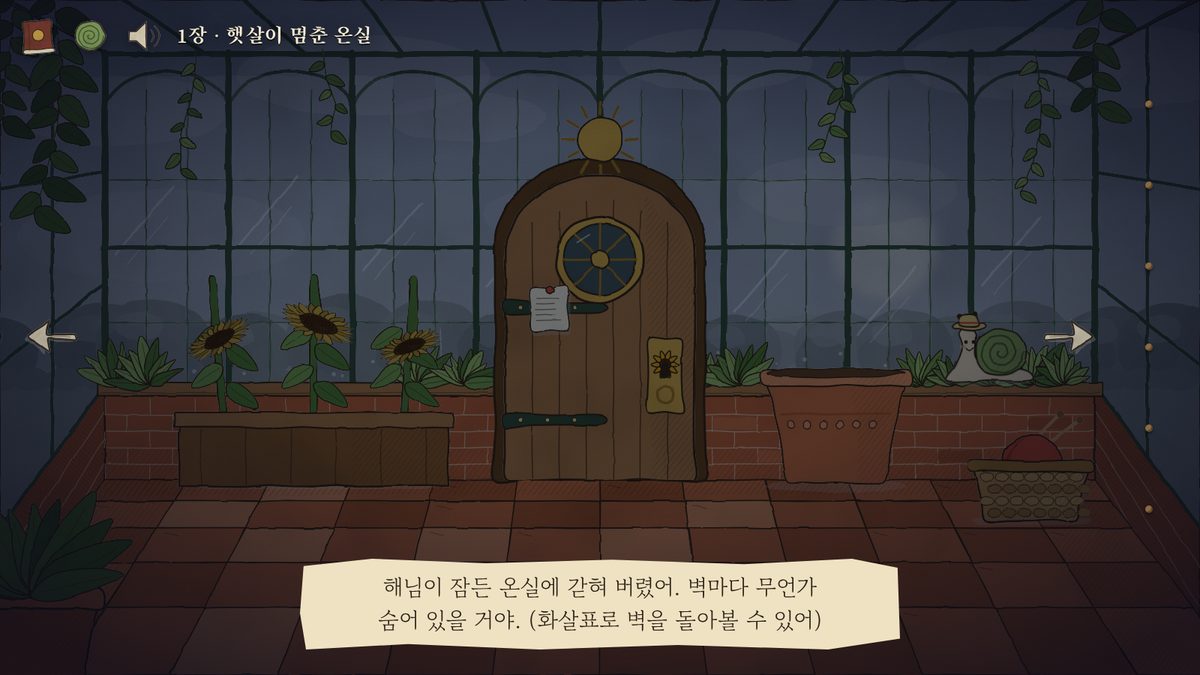 1장 · 햇살이 멈춘 온실
해님이 잠든 온실에 갇혀 버렸어. 벽마다 무언가
숨어 있을 거야. (화살표로 벽을 돌아볼 수 있어)